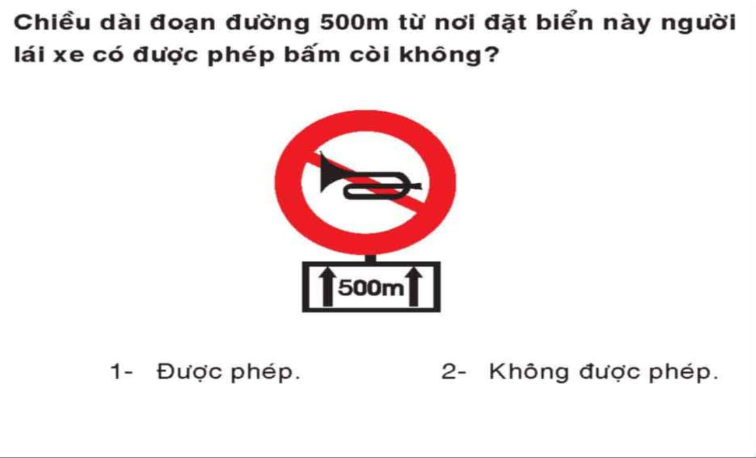 Chiều dài đoạn đường 500m từ nơi đặt biển này người
lái xe có được phép bấm còi không?
500m
1- Được phép. 2- Không được phép.